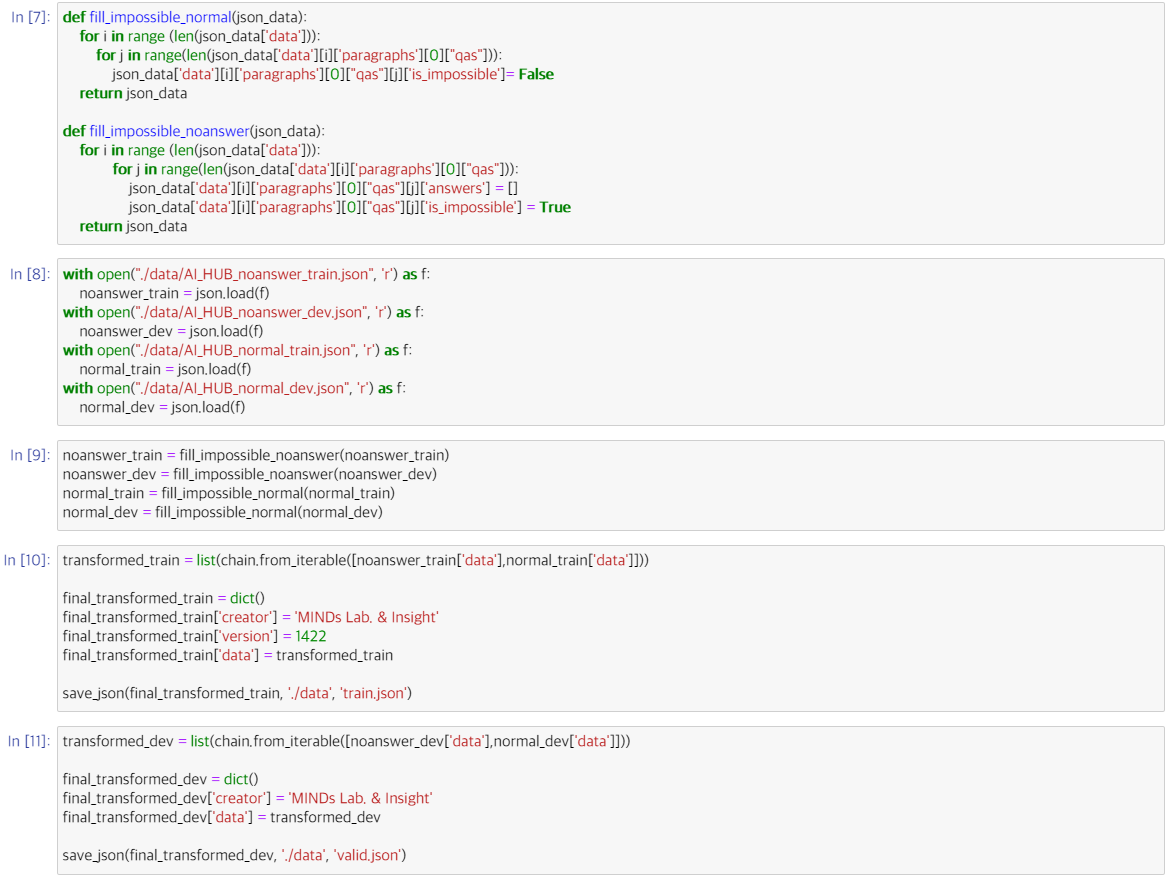 In [7]: def fill_impossible_normal(json_data):
    for i in range (len(json_data['data'])):
        for j in range(len(json_data['data'][i]['paragraphs'][0]["qas"])):
            json_data['data'][i]['paragraphs'][0]["qas"][j]['is_impossible']= False
    return json_data

def fill_impossible_noanswer(json_data):
    for i in range (len(json_data['data'])):
            for j in range(len(json_data['data'][i]['paragraphs'][0]["qas"])):
                json_data['data'][i]['paragraphs'][0]["qas"][j]['answers'] = []
                json_data['data'][i]['paragraphs'][0]["qas"][j]['is_impossible'] = True
    return json_data

In [8]: with open("./data/AI_HUB_noanswer_train.json", 'r') as f:
    noanswer_train = json.load(f)
with open("./data/AI_HUB_noanswer_dev.json", 'r') as f:
    noanswer_dev = json.load(f)
with open("./data/AI_HUB_normal_train.json", 'r') as f:
    normal_train = json.load(f)
with open("./data/AI_HUB_normal_dev.json", 'r') as f:
    normal_dev = json.load(f)

In [9]: noanswer_train = fill_impossible_noanswer(noanswer_train)
noanswer_dev = fill_impossible_noanswer(noanswer_dev)
normal_train = fill_impossible_normal(normal_train)
normal_dev = fill_impossible_normal(normal_dev)

In [10]: transformed_train = list(chain.from_iterable([noanswer_train['data'],normal_train['data']]))

final_transformed_train = dict()
final_transformed_train['creator'] = 'MINDs Lab. & Insight'
final_transformed_train['version'] = 1422
final_transformed_train['data'] = transformed_train

save_json(final_transformed_train, './data', 'train.json')

In [11]: transformed_dev = list(chain.from_iterable([noanswer_dev['data'],normal_dev['data']]))

final_transformed_dev = dict()
final_transformed_dev['creator'] = 'MINDs Lab. & Insight'
final_transformed_dev['data'] = transformed_dev

save_json(final_transformed_dev, './data', 'valid.json')